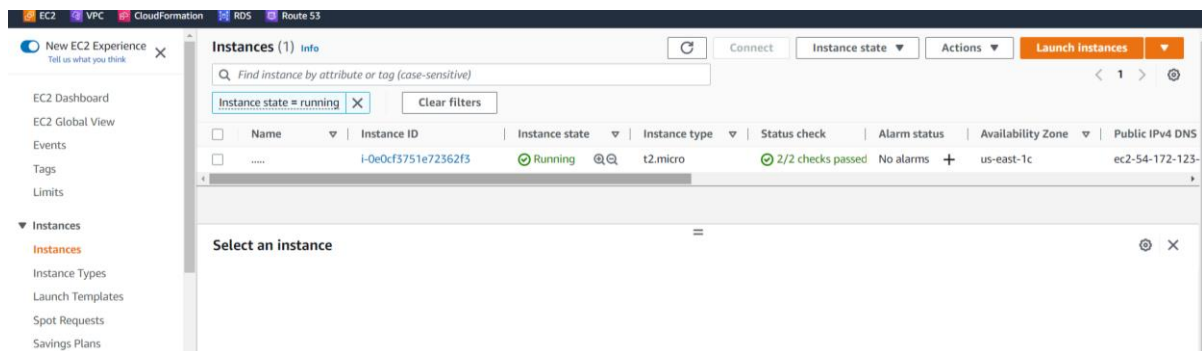 EC2 VPC CloudFormation RDS Route 53
New EC2 Experience
Tell us what you think
EC2 Dashboard
EC2 Global View
Events
Tags
Limits
Instances
Instances
Instance Types
Launch Templates
Spot Requests
Savings Plans
Instances (1) Info
Connect Instance state Actions Launch instances
Find instance by attribute or tag (case-sensitive)
1
Instance state = running Clear filters
Name Instance ID Instance state Instance type Status check Alarm status Availability Zone Public IPv4 DNS
..... i-0e0cf3751e72362f3 Running t2.micro 2/2 checks passed No alarms + us-east-1c ec2-54-172-123-
Select an instance